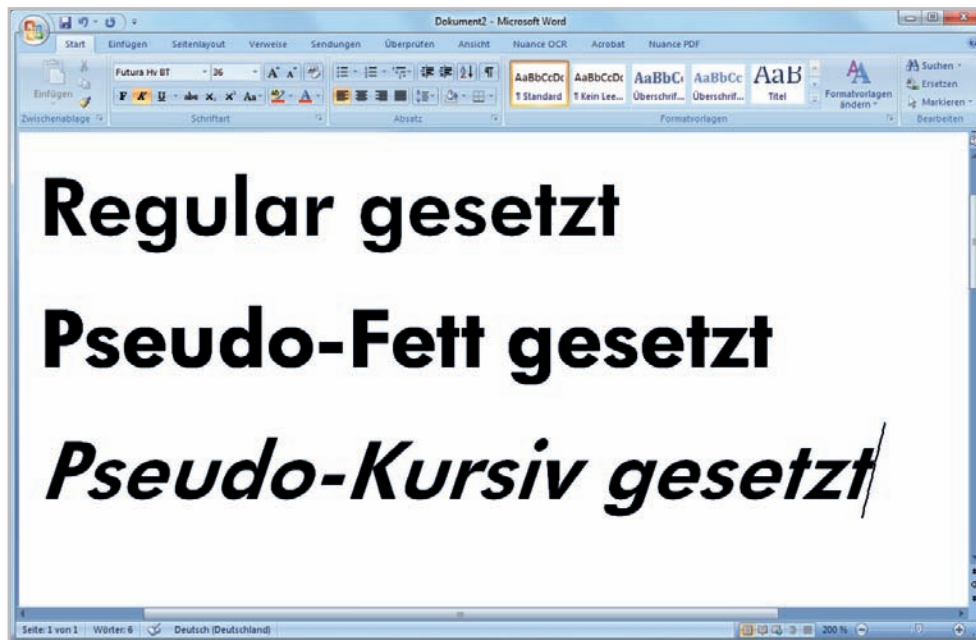 Dokument2 - Microsoft Word
Start Einfügen Seitenlayout Verweise Sendungen Überprüfen Ansicht Nuance OCR Acrobat Nuance PDF
Futura Hv BT 36
AaBbCcDc AaBbCcDc AaBbC AaBbCc AaB
Suchen
Einfügen
F K U abc x, x² Aa
¶ Standard ¶ Kein Lee... Überschrif... Überschrif... Titel
Formatvorlagen ändern
Ersetzen
Markieren
Zwischenablage Schriftart Absatz Formatvorlagen Bearbeiten
Regular gesetzt
Pseudo-Fett gesetzt
Pseudo-Kursiv gesetzt
Seite: 1 von 1 Wörter: 6 Deutsch (Deutschland) 200 %